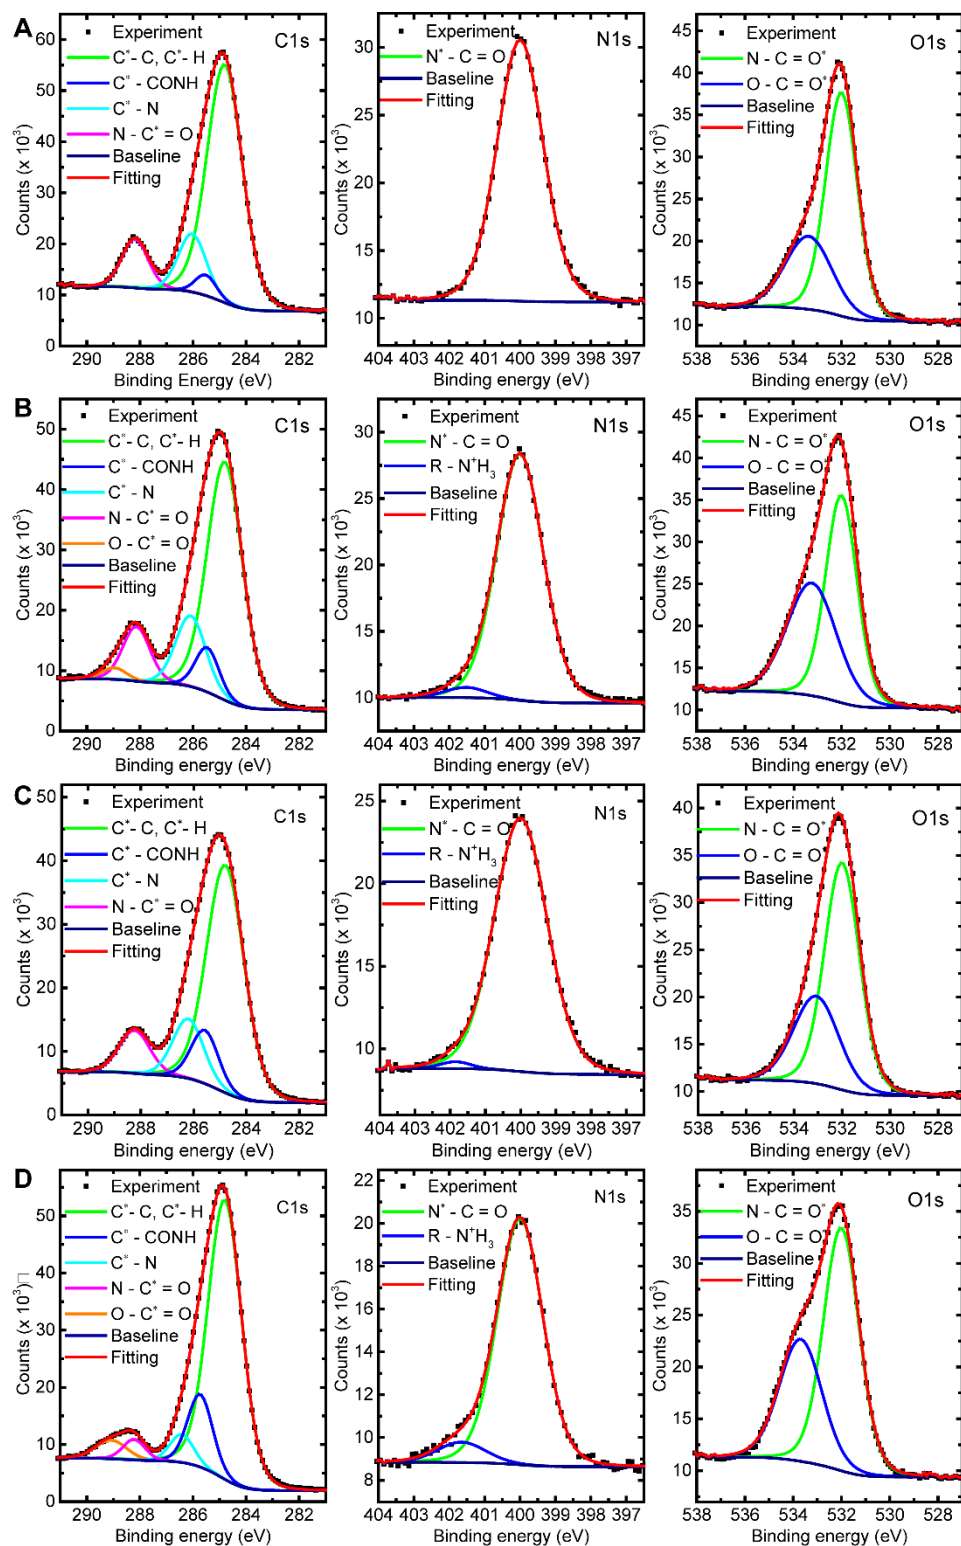 A
C1s
Experiment
C*- C, C*- H
C* - CONH
C* - N
N - C* = O
Baseline
Fitting
Counts (x 10³)
60
50
40
30
20
10
0
290 288 286 284 282
Binding Energy (eV)
N1s
Experiment
N* - C = O
Baseline
Fitting
Counts (x 10³)
30
25
20
15
10
404 402 401 400 398 397
Binding energy (eV)
O1s
Experiment
N - C = O*
O - C = O*
Baseline
Fitting
Counts (x 10³)
45
40
35
30
25
20
15
10
538 536 534 532 530 528
Binding energy (eV)
B
C1s
Experiment
C*- C, C*- H
C* - CONH
C* - N
N - C* = O
O - C* = O
Baseline
Fitting
Counts (x 10³)
50
40
30
20
10
0
290 288 286 284 282
Binding energy (eV)
N1s
Experiment
N* - C = O
R - N⁺H₃
Baseline
Fitting
Counts (x 10³)
30
25
20
15
10
404 402 401 400 398 397
Binding energy (eV)
O1s
Experiment
N - C = O*
O - C = O*
Baseline
Fitting
Counts (x 10³)
45
40
35
30
25
20
15
10
538 536 534 532 530 528
Binding energy (eV)
C
C1s
Experiment
C*- C, C*- H
C* - CONH
C* - N
N - C* = O
Baseline
Fitting
Counts (x 10³)
50
40
30
20
10
0
290 288 286 284 282
Binding energy (eV)
N1s
Experiment
N* - C = O
R - N⁺H₃
Baseline
Fitting
Counts (x 10³)
25
20
15
10
404 402 401 400 398 397
Binding energy (eV)
O1s
Experiment
N - C = O*
O - C = O*
Baseline
Fitting
Counts (x 10³)
40
35
30
25
20
15
10
538 536 534 532 530 528
Binding energy (eV)
D
C1s
Experiment
C*- C, C*- H
C* - CONH
C* - N
N - C* = O
O - C* = O
Baseline
Fitting
Counts (x 10³)□
50
40
30
20
10
0
290 288 286 284 282
Binding energy (eV)
N1s
Experiment
N* - C = O
R - N⁺H₃
Baseline
Fitting
Counts (x 10³)
22
20
18
16
14
12
10
8
404 402 401 400 398 397
Binding energy (eV)
O1s
Experiment
N - C = O*
O - C = O*
Baseline
Fitting
Counts (x 10³)
35
30
25
20
15
10
538 536 534 532 530 528
Binding energy (eV)